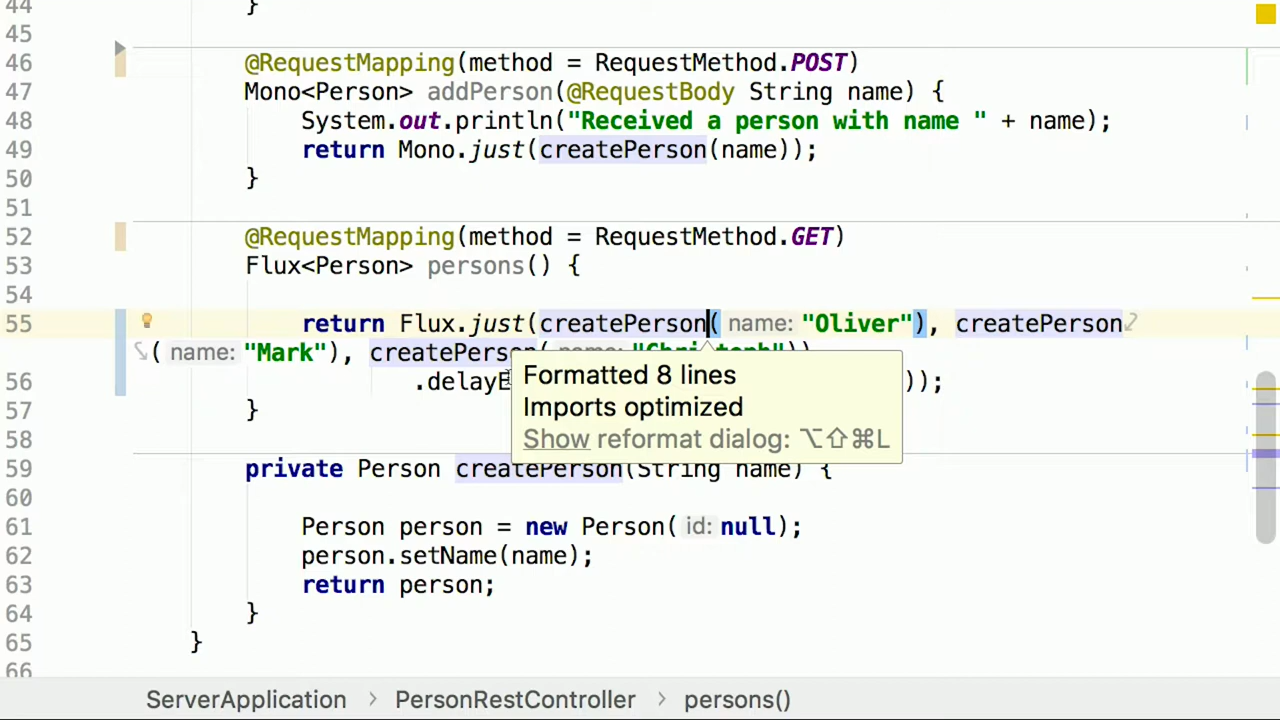 44 }
45
46 @RequestMapping(method = RequestMethod.POST)
47 Mono<Person> addPerson(@RequestBody String name) {
48 System.out.println("Received a person with name " + name);
49 return Mono.just(createPerson(name));
50 }
51
52 @RequestMapping(method = RequestMethod.GET)
53 Flux<Person> persons() {
54
55 return Flux.just(createPerson( name: "Oliver"), createPerson
( name: "Mark"), createPerson( name: "Christoph"))
56 .delayE ));
Formatted 8 lines
Imports optimized
Show reformat dialog: ⌥⇧⌘L
57 }
58
59 private Person createPerson(String name) {
60
61 Person person = new Person( id: null);
62 person.setName(name);
63 return person;
64 }
65 }
66
ServerApplication > PersonRestController > persons()